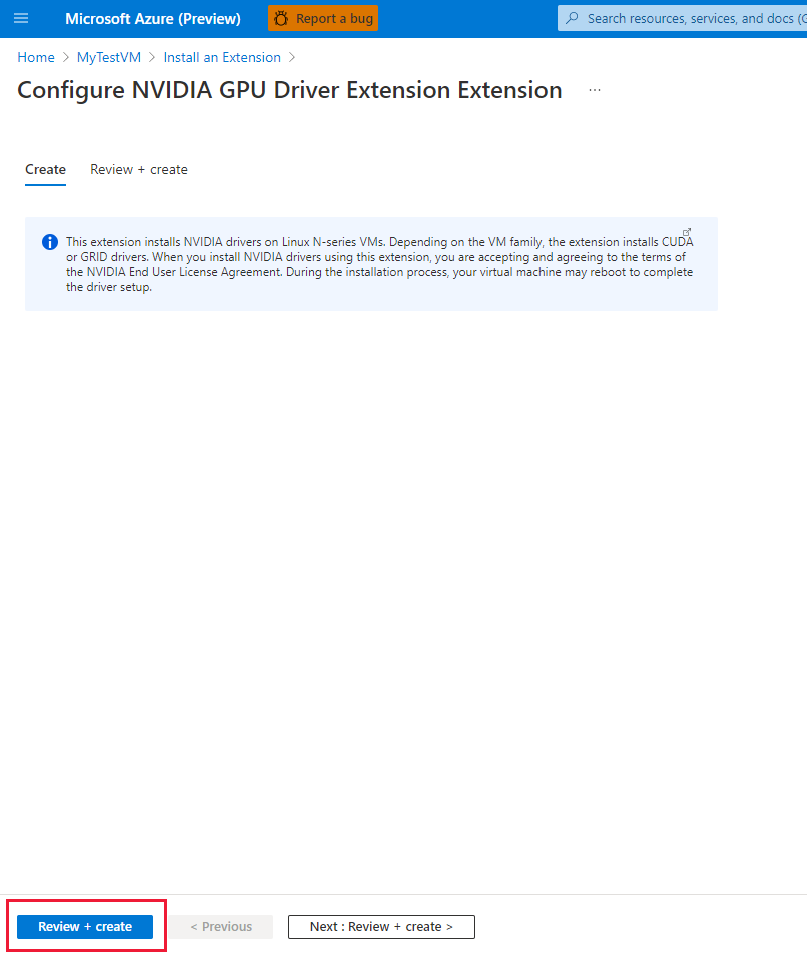 Microsoft Azure (Preview)
Report a bug
Search resources, services, and docs (G
Home > MyTestVM > Install an Extension >
Configure NVIDIA GPU Driver Extension Extension ...
Create
Review + create
This extension installs NVIDIA drivers on Linux N-series VMs. Depending on the VM family, the extension installs CUDA
or GRID drivers. When you install NVIDIA drivers using this extension, you are accepting and agreeing to the terms of
the NVIDIA End User License Agreement. During the installation process, your virtual machine may reboot to complete
the driver setup.
Review + create
< Previous
Next : Review + create >